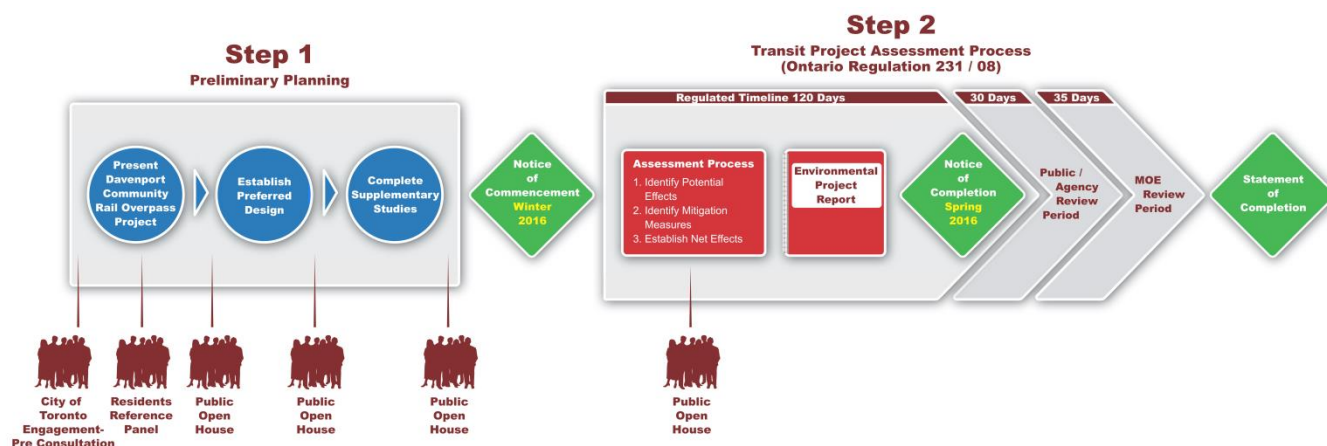 Step 1
Preliminary Planning
Present
Davenport
Community
Rail Overpass
Project
Establish
Preferred
Design
Complete
Supplementary
Studies
City of
Toronto
Engagement-
Pre Consultation
Residents
Reference
Panel
Public
Open
House
Public
Open
House
Public
Open
House
Notice
of
Commencement
Winter
2016
Step 2
Transit Project Assessment Process
(Ontario Regulation 231 / 08)
Regulated Timeline 120 Days
30 Days
35 Days
Assessment Process
1. Identify Potential
Effects
2. Identify Mitigation
Measures
3. Establish Net Effects
Environmental
Project
Report
Notice
of
Completion
Spring
2016
Public /
Agency
Review
Period
MOE
Review
Period
Statement
of
Completion
Public
Open
House